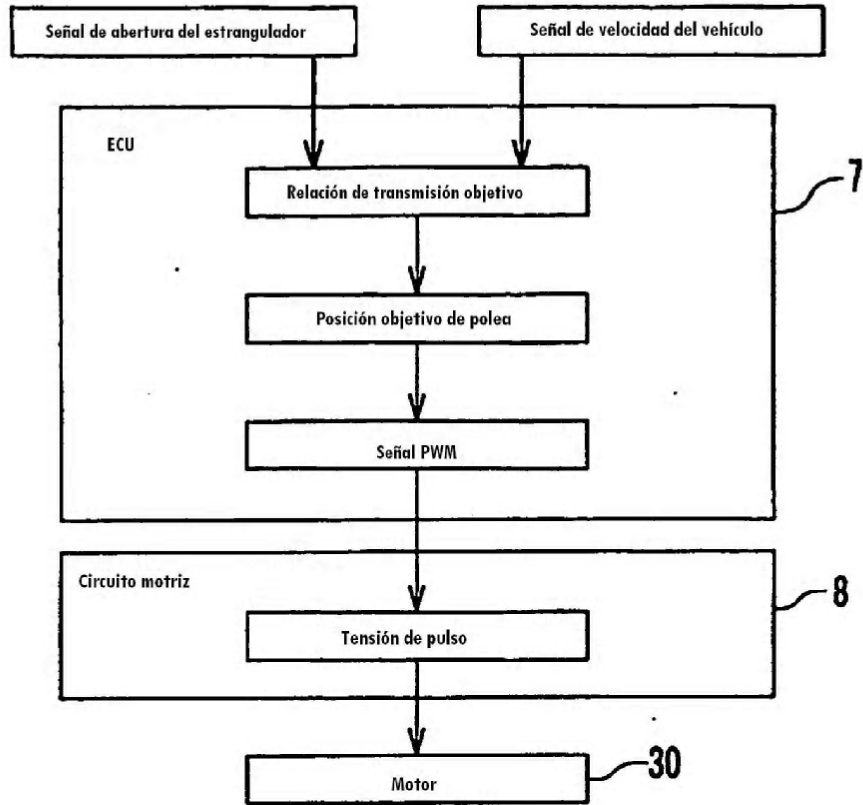 Señal de abertura del estrangulador
Señal de velocidad del vehículo
ECU
Relación de transmisión objetivo
7
Posición objetivo de polea
Señal PWM
Circuito motriz
8
Tensión de pulso
30
Motor